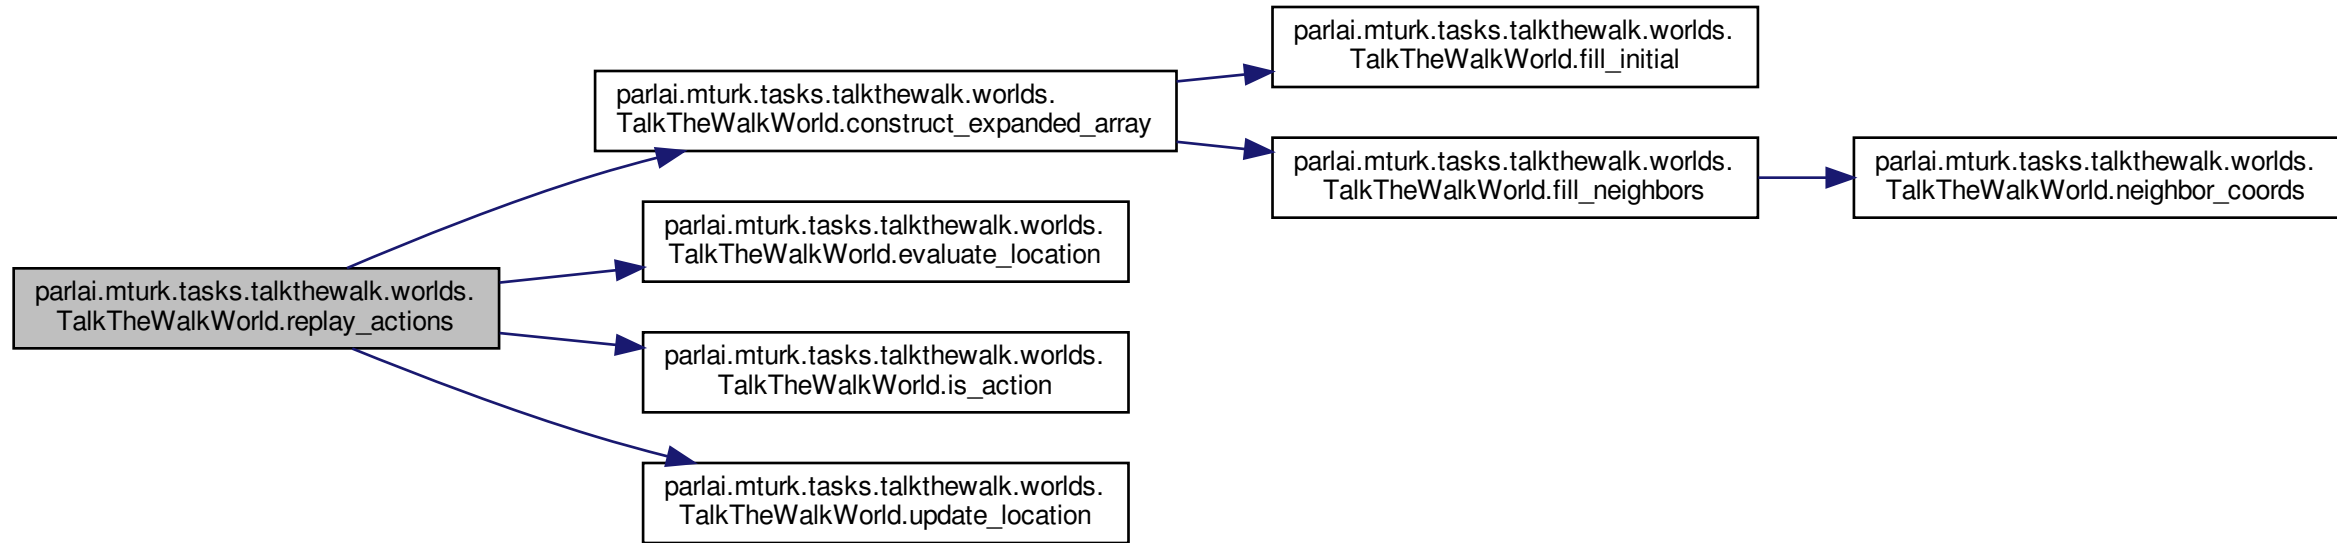 parlai.mturk.tasks.talkthewalk.worlds.
TalkTheWalkWorld.replay_actions
parlai.mturk.tasks.talkthewalk.worlds.
TalkTheWalkWorld.construct_expanded_array
parlai.mturk.tasks.talkthewalk.worlds.
TalkTheWalkWorld.fill_initial
parlai.mturk.tasks.talkthewalk.worlds.
TalkTheWalkWorld.fill_neighbors
parlai.mturk.tasks.talkthewalk.worlds.
TalkTheWalkWorld.neighbor_coords
parlai.mturk.tasks.talkthewalk.worlds.
TalkTheWalkWorld.evaluate_location
parlai.mturk.tasks.talkthewalk.worlds.
TalkTheWalkWorld.is_action
parlai.mturk.tasks.talkthewalk.worlds.
TalkTheWalkWorld.update_location